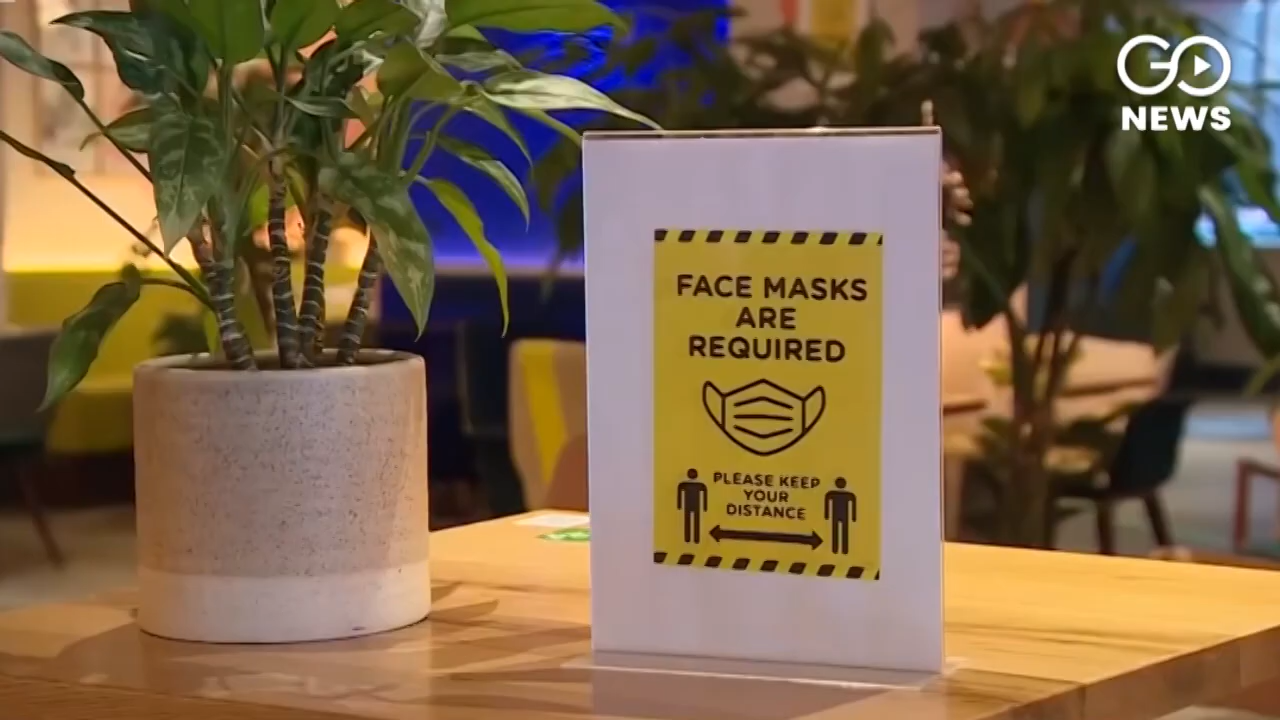 GO
NEWS
FACE MASKS
ARE
REQUIRED
PLEASE KEEP
YOUR
DISTANCE